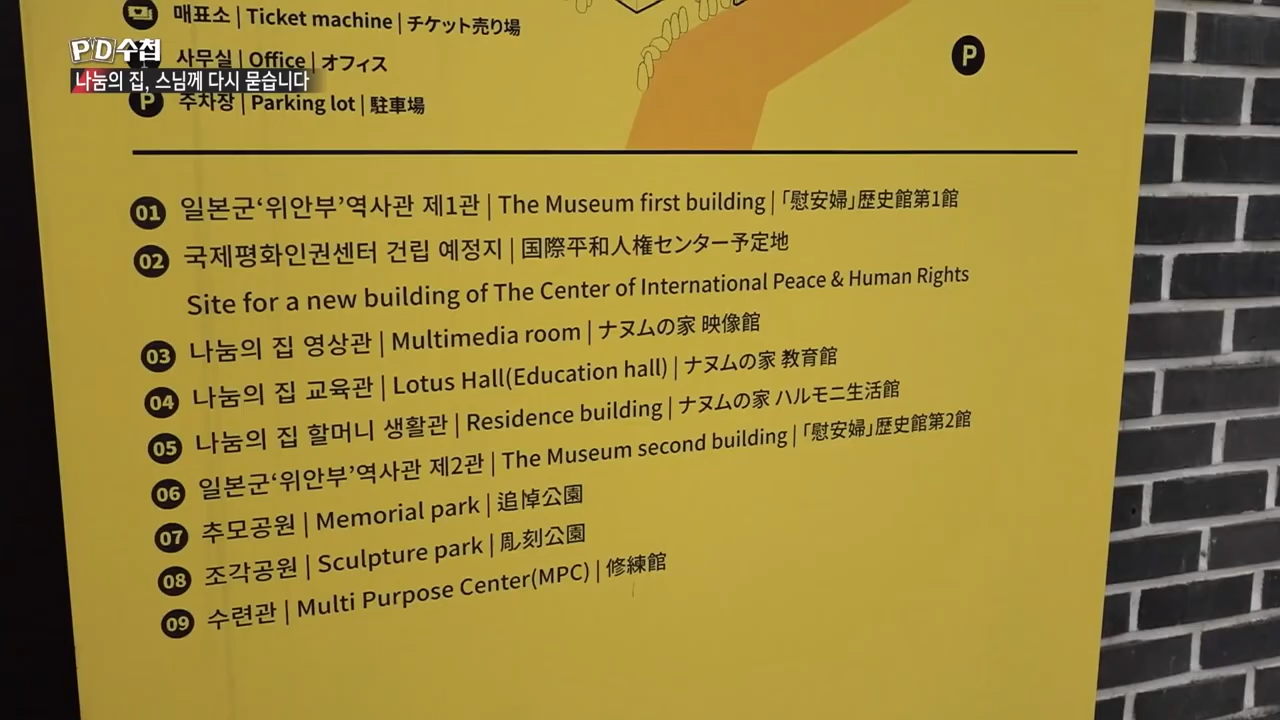 매표소 | Ticket machine | チケット売り場
PD수첩
사무실 | Office | オフィス
나눔의 집, 스님께 다시 묻습니다
P 주차장 | Parking lot | 駐車場
P
01 일본군‘위안부’역사관 제1관 | The Museum first building | 「慰安婦」歴史館第1館
02 국제평화인권센터 건립 예정지 | 国際平和人権センター予定地
Site for a new building of The Center of International Peace & Human Rights
03 나눔의 집 영상관 | Multimedia room | ナヌムの家 映像館
04 나눔의 집 교육관 | Lotus Hall(Education hall) | ナヌムの家 教育館
05 나눔의 집 할머니 생활관 | Residence building | ナヌムの家 ハルモニ生活館
06 일본군‘위안부’역사관 제2관 | The Museum second building | 「慰安婦」歴史館第2館
07 추모공원 | Memorial park | 追悼公園
08 조각공원 | Sculpture park | 彫刻公園
09 수련관 | Multi Purpose Center(MPC) | 修練館